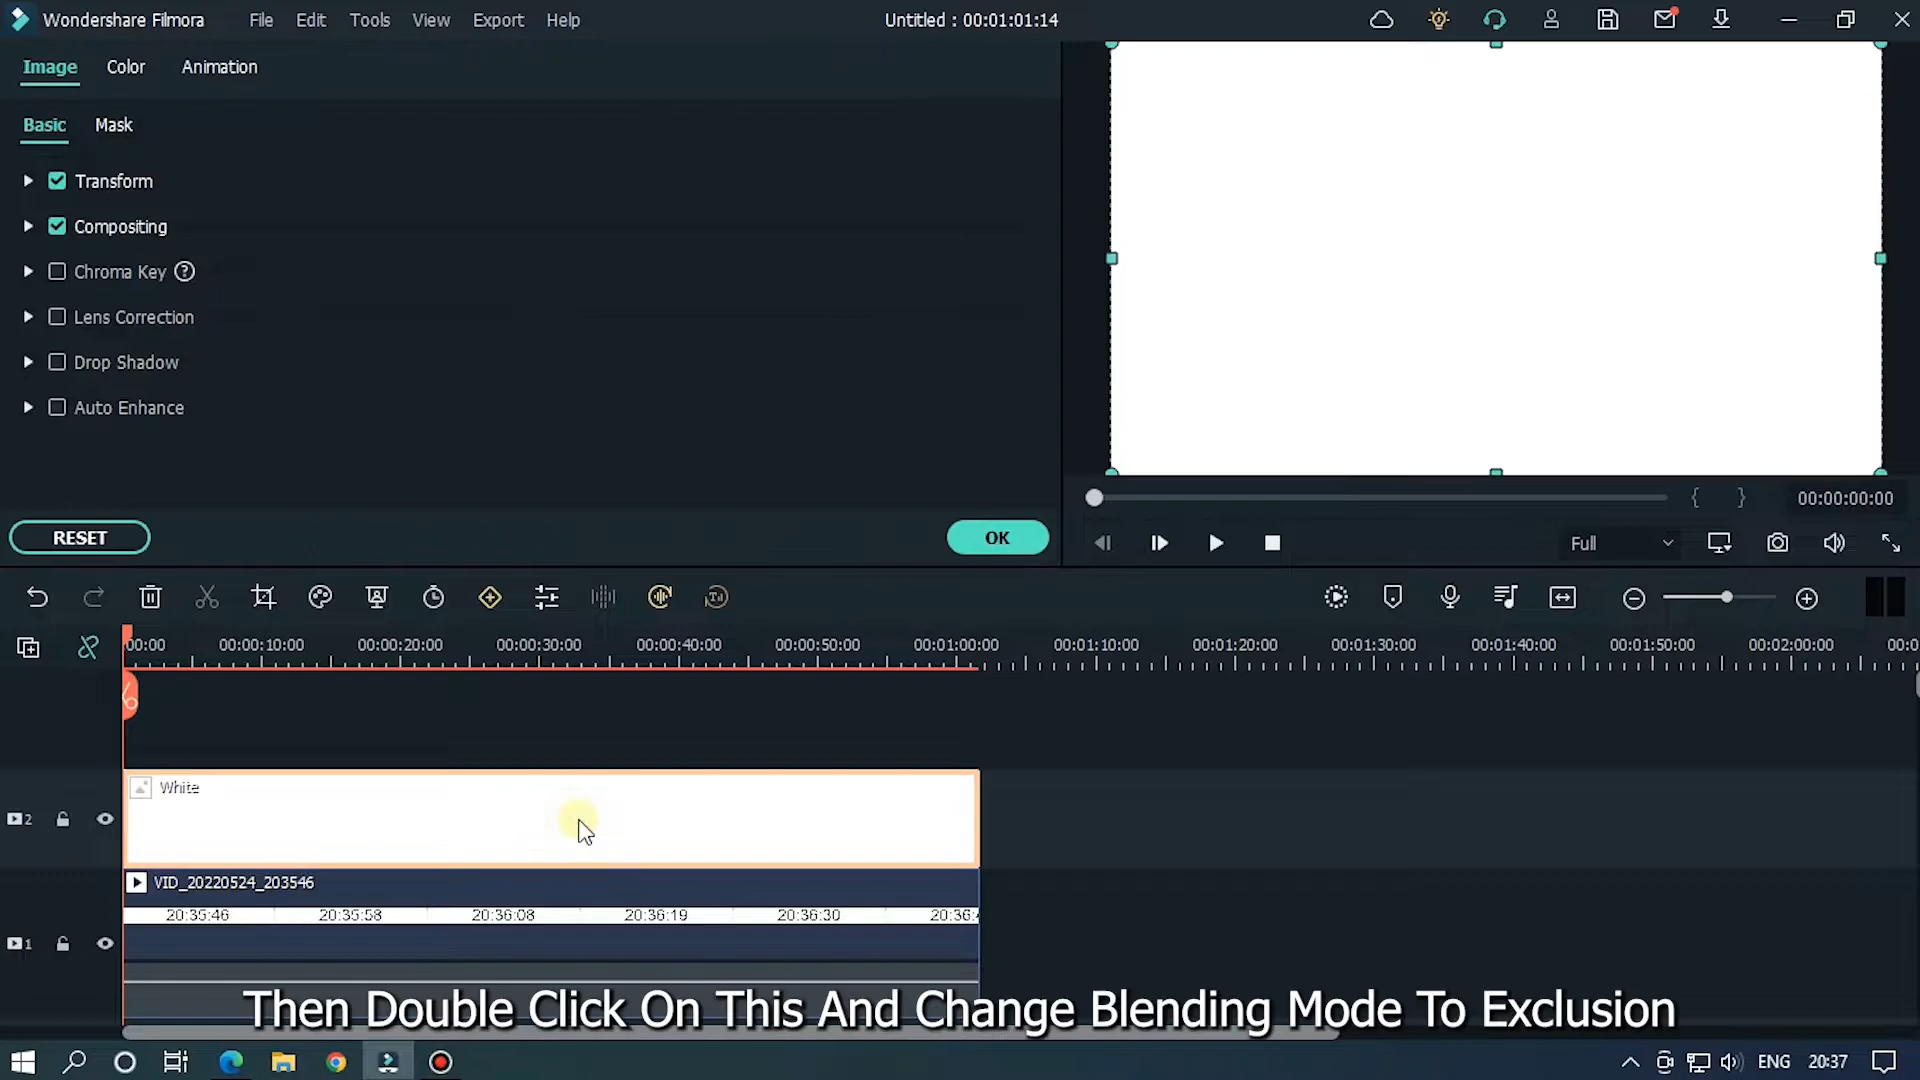 Wondershare Filmora
File
Edit
Tools
View
Export
Help
Untitled : 00:01:01:14
Image
Color
Animation
Basic
Mask
Transform
Compositing
Chroma Key ?
Lens Correction
Drop Shadow
Auto Enhance
RESET
OK
{ }
00:00:00:00
Full
00:00
00:00:10:00
00:00:20:00
00:00:30:00
00:00:40:00
00:00:50:00
00:01:00:00
00:01:10:00
00:01:20:00
00:01:30:00
00:01:40:00
00:01:50:00
00:02:00:00
White
2
VID_20220524_203546
20:35:46
20:35:58
20:36:08
20:36:19
20:36:30
20:36:
1
Then Double Click On This And Change Blending Mode To Exclusion
ENG
20:37